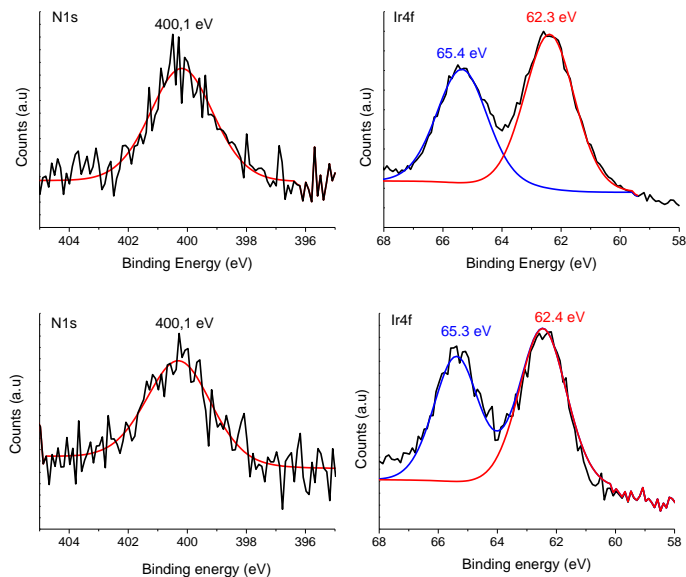 N1s
400,1 eV
Counts (a.u)
404 402 400 398 396
Binding Energy (eV)
Ir4f
62.3 eV
65.4 eV
Counts (a.u)
68 66 64 62 60 58
Binding Energy (eV)
N1s
400,1 eV
Counts (a.u)
404 402 400 398 396
Binding energy (eV)
Ir4f
65.3 eV
62.4 eV
Counts (a.u)
68 66 64 62 60 58
Binding energy (eV)